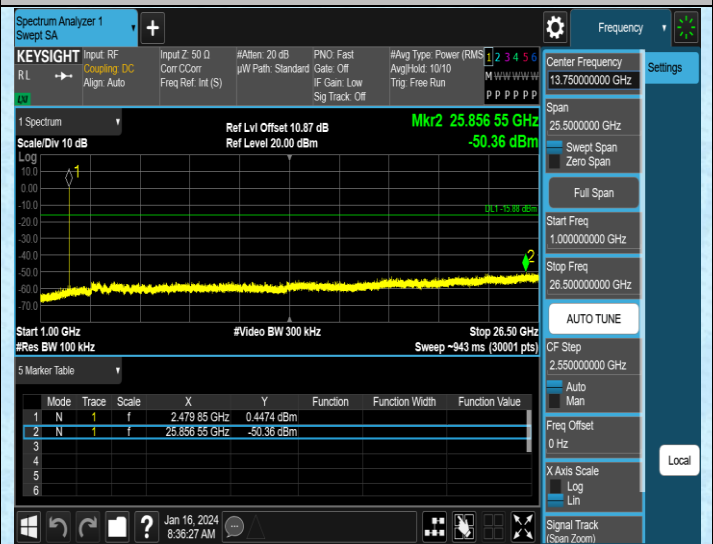 Spectrum Analyzer 1
Swept SA
Frequency
KEYSIGHT
RL
LXI
Input: RF
Coupling: DC
Align: Auto
Input Z: 50 Ω
Corr CCorr
Freq Ref: Int (S)
#Atten: 20 dB
µW Path: Standard
PNO: Fast
Gate: Off
IF Gain: Low
Sig Track: Off
#Avg Type: Power (RMS
Avg|Hold: 10/10
Trig: Free Run
1 2 3 4 5 6
M W W W W W
P P P P P P
1 Spectrum
Scale/Div 10 dB
Ref Lvl Offset 10.87 dB
Ref Level 20.00 dBm
Mkr2 25.856 55 GHz
-50.36 dBm
Log
10.0
0.00
-10.0
-20.0
-30.0
-40.0
-50.0
-60.0
-70.0
1
DL1 -15.88 dBm
2
Start 1.00 GHz
#Res BW 100 kHz
#Video BW 300 kHz
Stop 26.50 GHz
Sweep ~943 ms (30001 pts)
5 Marker Table
Mode Trace Scale X Y Function Function Width Function Value
1 N 1 f 2.479 85 GHz 0.4474 dBm
2 N 1 f 25.856 55 GHz -50.36 dBm
3
4
5
6
Jan 16, 2024
8:36:27 AM
Center Frequency
13.750000000 GHz
Span
25.5000000 GHz
Swept Span
Zero Span
Full Span
Start Freq
1.000000000 GHz
Stop Freq
26.500000000 GHz
AUTO TUNE
CF Step
2.550000000 GHz
Auto
Man
Freq Offset
0 Hz
X Axis Scale
Log
Lin
Signal Track
(Span Zoom)
Settings
Local